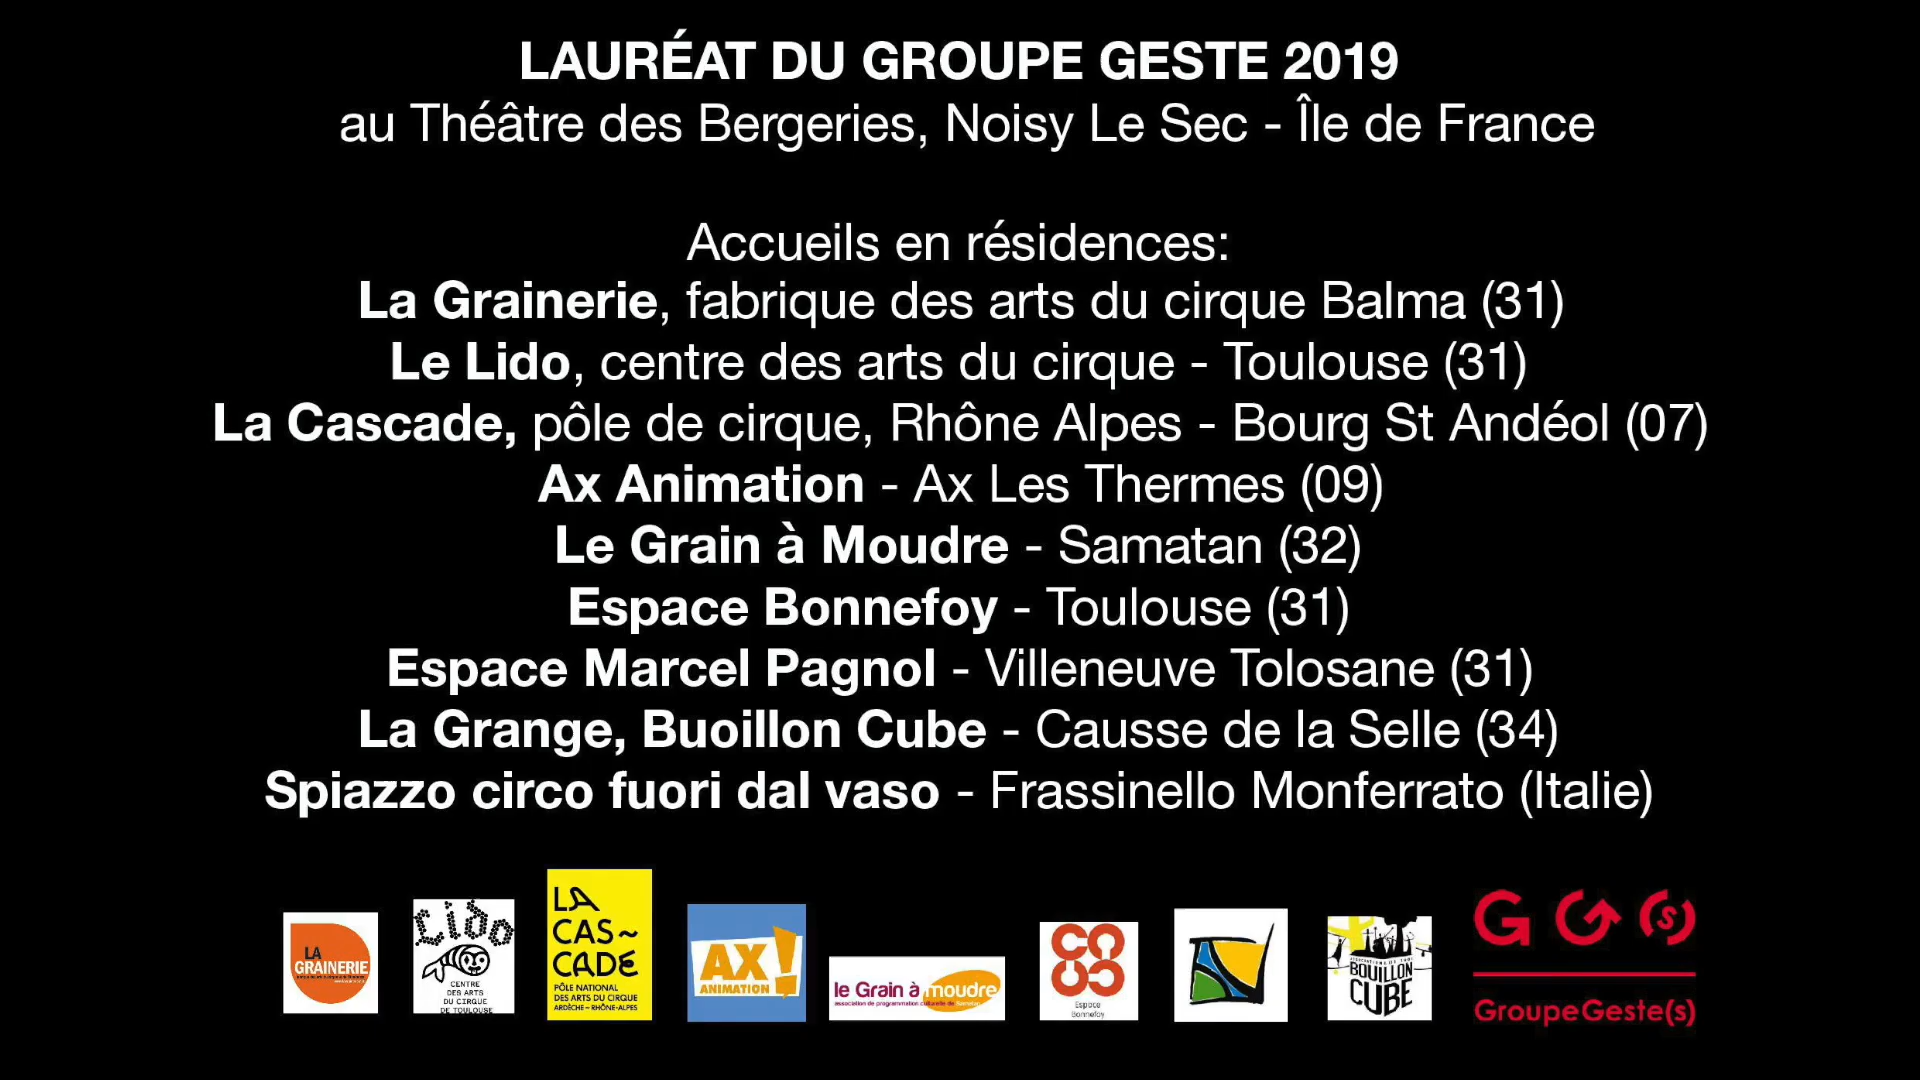 LAURÉAT DU GROUPE GESTE 2019
au Théâtre des Bergeries, Noisy Le Sec - Île de France
Accueils en résidences:
La Grainerie, fabrique des arts du cirque Balma (31)
Le Lido, centre des arts du cirque - Toulouse (31)
La Cascade, pôle de cirque, Rhône Alpes - Bourg St Andéol (07)
Ax Animation - Ax Les Thermes (09)
Le Grain à Moudre - Samatan (32)
Espace Bonnefoy - Toulouse (31)
Espace Marcel Pagnol - Villeneuve Tolosane (31)
La Grange, Buoillon Cube - Causse de la Selle (34)
Spiazzo circo fuori dal vaso - Frassinello Monferrato (Italie)
LA
GRAINERIE
Lido
CENTRE
DES ARTS
DU CIRQUE
DE TOULOUSE
LA
CAS~
CADE
PÔLE NATIONAL
DES ARTS DU CIRQUE
ARDÈCHE – RHÔNE-ALPES
AX!
ANIMATION
le Grain à moudre
association de programmation culturelle de
Espace
Bonnefoy
BOUILLON
CUBE
G G (s)
GroupeGeste(s)